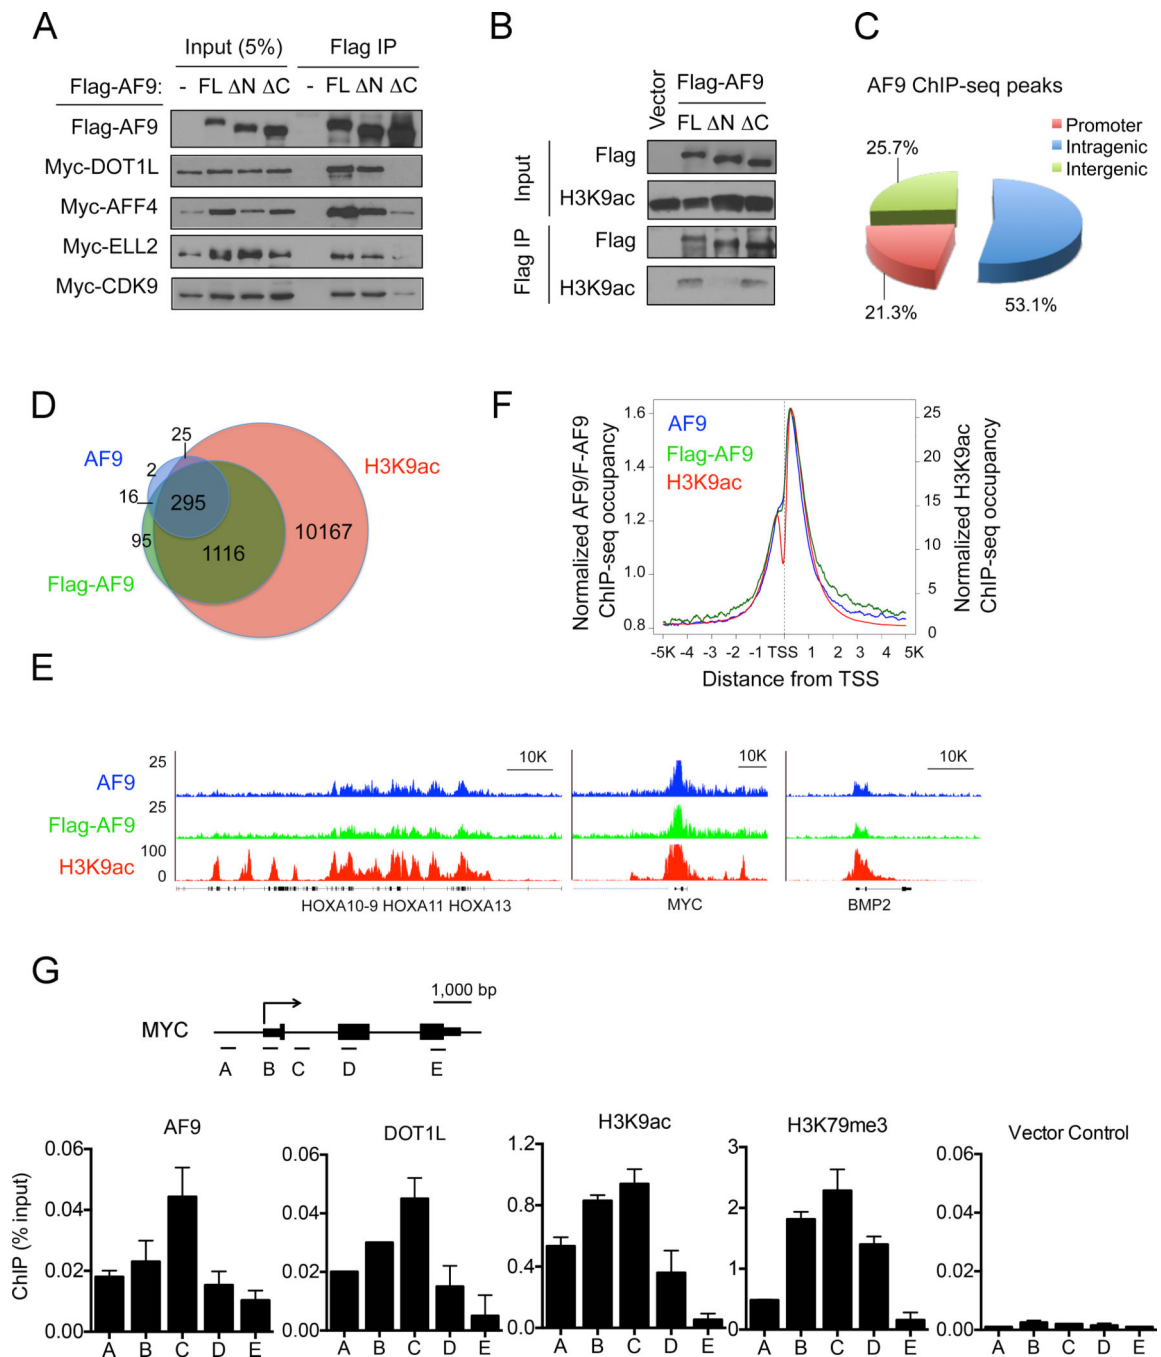 A
Input (5%) Flag IP
Flag-AF9: - FL ΔN ΔC - FL ΔN ΔC
Flag-AF9
Myc-DOT1L
Myc-AFF4
Myc-ELL2
Myc-CDK9
B
Vector
Flag-AF9
FL ΔN ΔC
Input
Flag
H3K9ac
Flag IP
Flag
H3K9ac
C
AF9 ChIP-seq peaks
Promoter
Intragenic
Intergenic
25.7%
21.3%
53.1%
D
25
AF9
2
16
295
H3K9ac
95
1116
10167
Flag-AF9
F
Normalized AF9/F-AF9
ChIP-seq occupancy
1.6
1.4
1.2
1.0
0.8
AF9
Flag-AF9
H3K9ac
25
20
15
10
5
0
Normalized H3K9ac
ChIP-seq occupancy
-5K -4 -3 -2 -1 TSS 1 2 3 4 5K
Distance from TSS
E
25 10K 10K 10K
AF9
25
Flag-AF9
100
H3K9ac
0
HOXA10-9 HOXA11 HOXA13 MYC BMP2
G
1,000 bp
MYC
A B C D E
ChIP (% input)
AF9
0.06
0.04
0.02
0.00
A B C D E
DOT1L
0.06
0.04
0.02
0.00
A B C D E
H3K9ac
1.2
0.8
0.4
0.0
A B C D E
H3K79me3
3
2
1
0
A B C D E
Vector Control
0.06
0.04
0.02
0.00
A B C D E